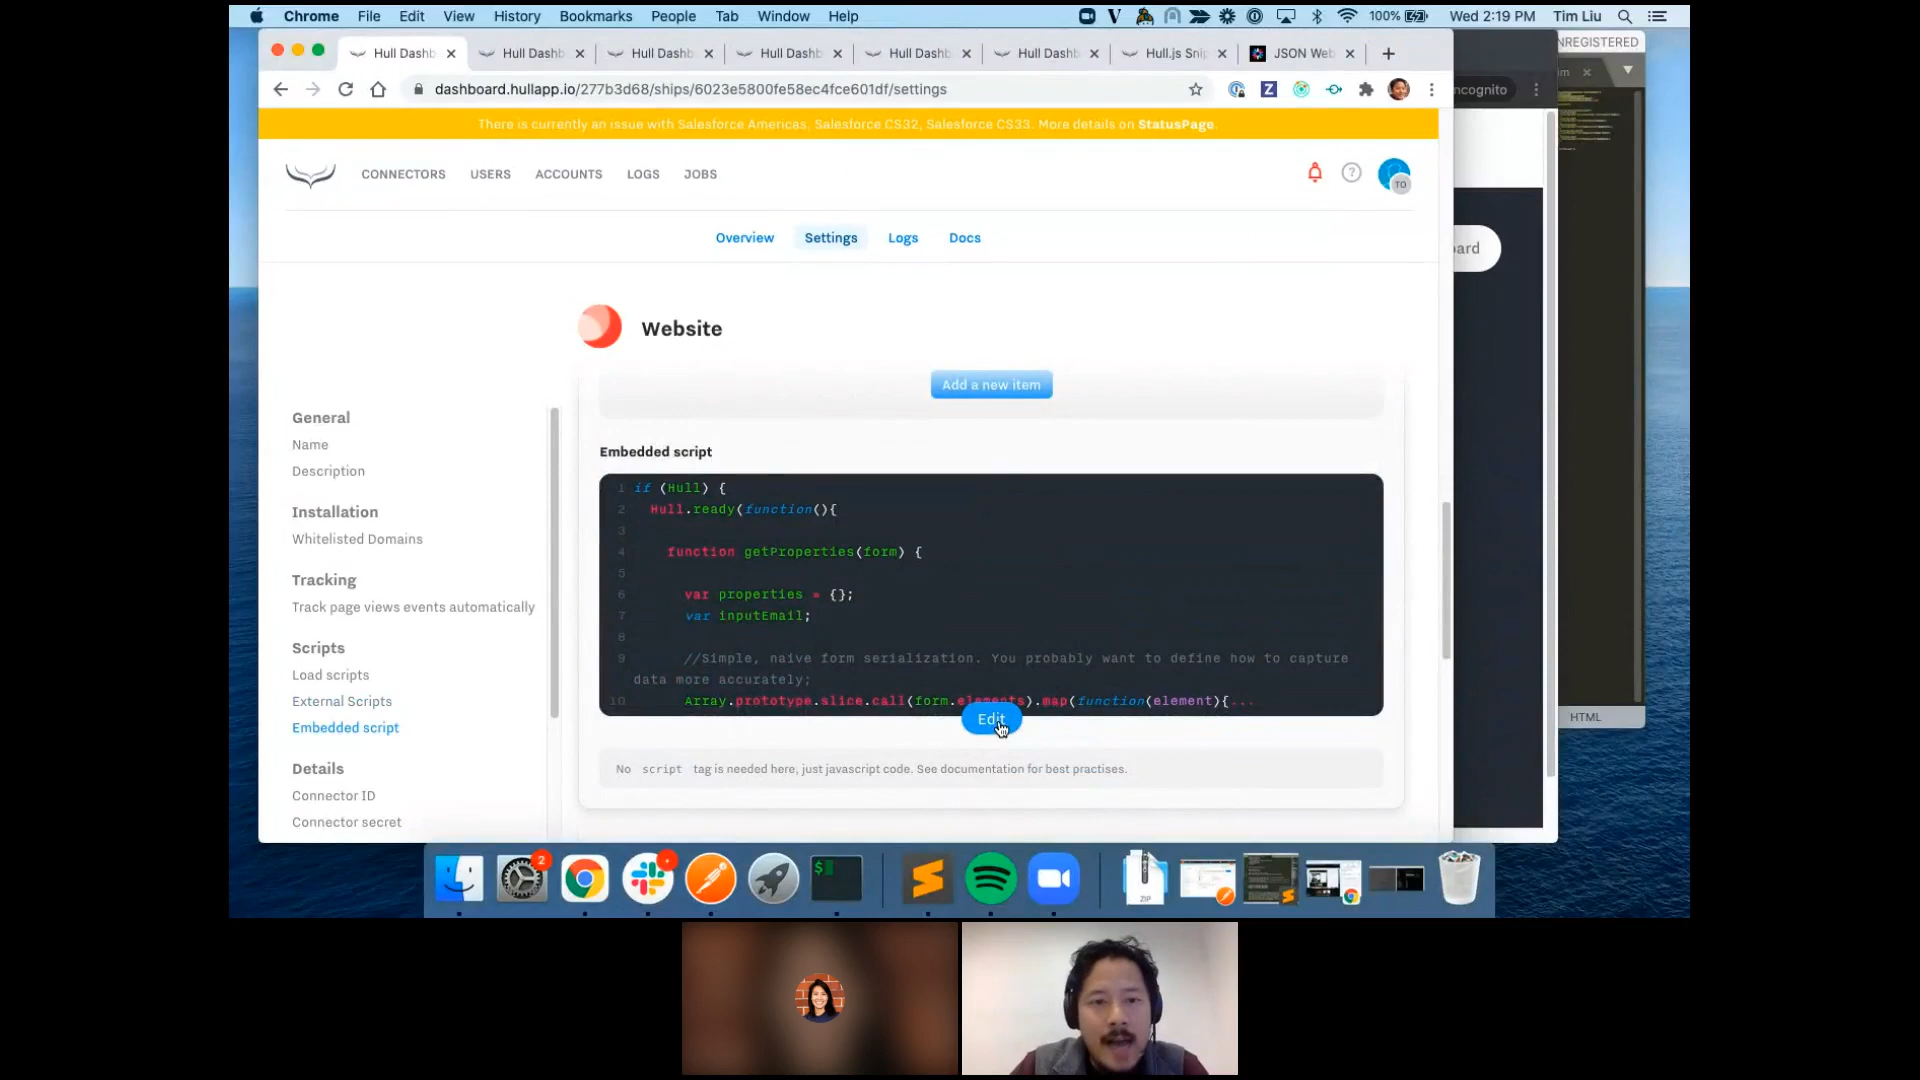 Chrome File Edit View History Bookmarks People Tab Window Help
100% Wed 2:19 PM Tim Liu
Hull Dashb Hull Dashb Hull Dashb Hull Dashb Hull Dashb Hull Dashb Hull.js Snip JSON Web
dashboard.hullapp.io/277b3d68/ships/6023e5800fe58ec4fce601df/settings
There is currently an issue with Salesforce Americas, Salesforce CS32, Salesforce CS33. More details on StatusPage.
CONNECTORS USERS ACCOUNTS LOGS JOBS
TO
Overview Settings Logs Docs
Website
Add a new item
General
Name
Description
Installation
Whitelisted Domains
Tracking
Track page views events automatically
Scripts
Load scripts
External Scripts
Embedded script
Details
Connector ID
Connector secret
Embedded script
1 if (Hull) {
2 Hull.ready(function(){
3
4 function getProperties(form) {
5
6 var properties = {};
7 var inputEmail;
8
9 //Simple, naive form serialization. You probably want to define how to capture
data more accurately;
10 Array.prototype.slice.call(form.elements).map(function(element){...
Edit
No script tag is needed here, just javascript code. See documentation for best practises.
NREGISTERED
ncognito
ard
HTML
2
ZIP